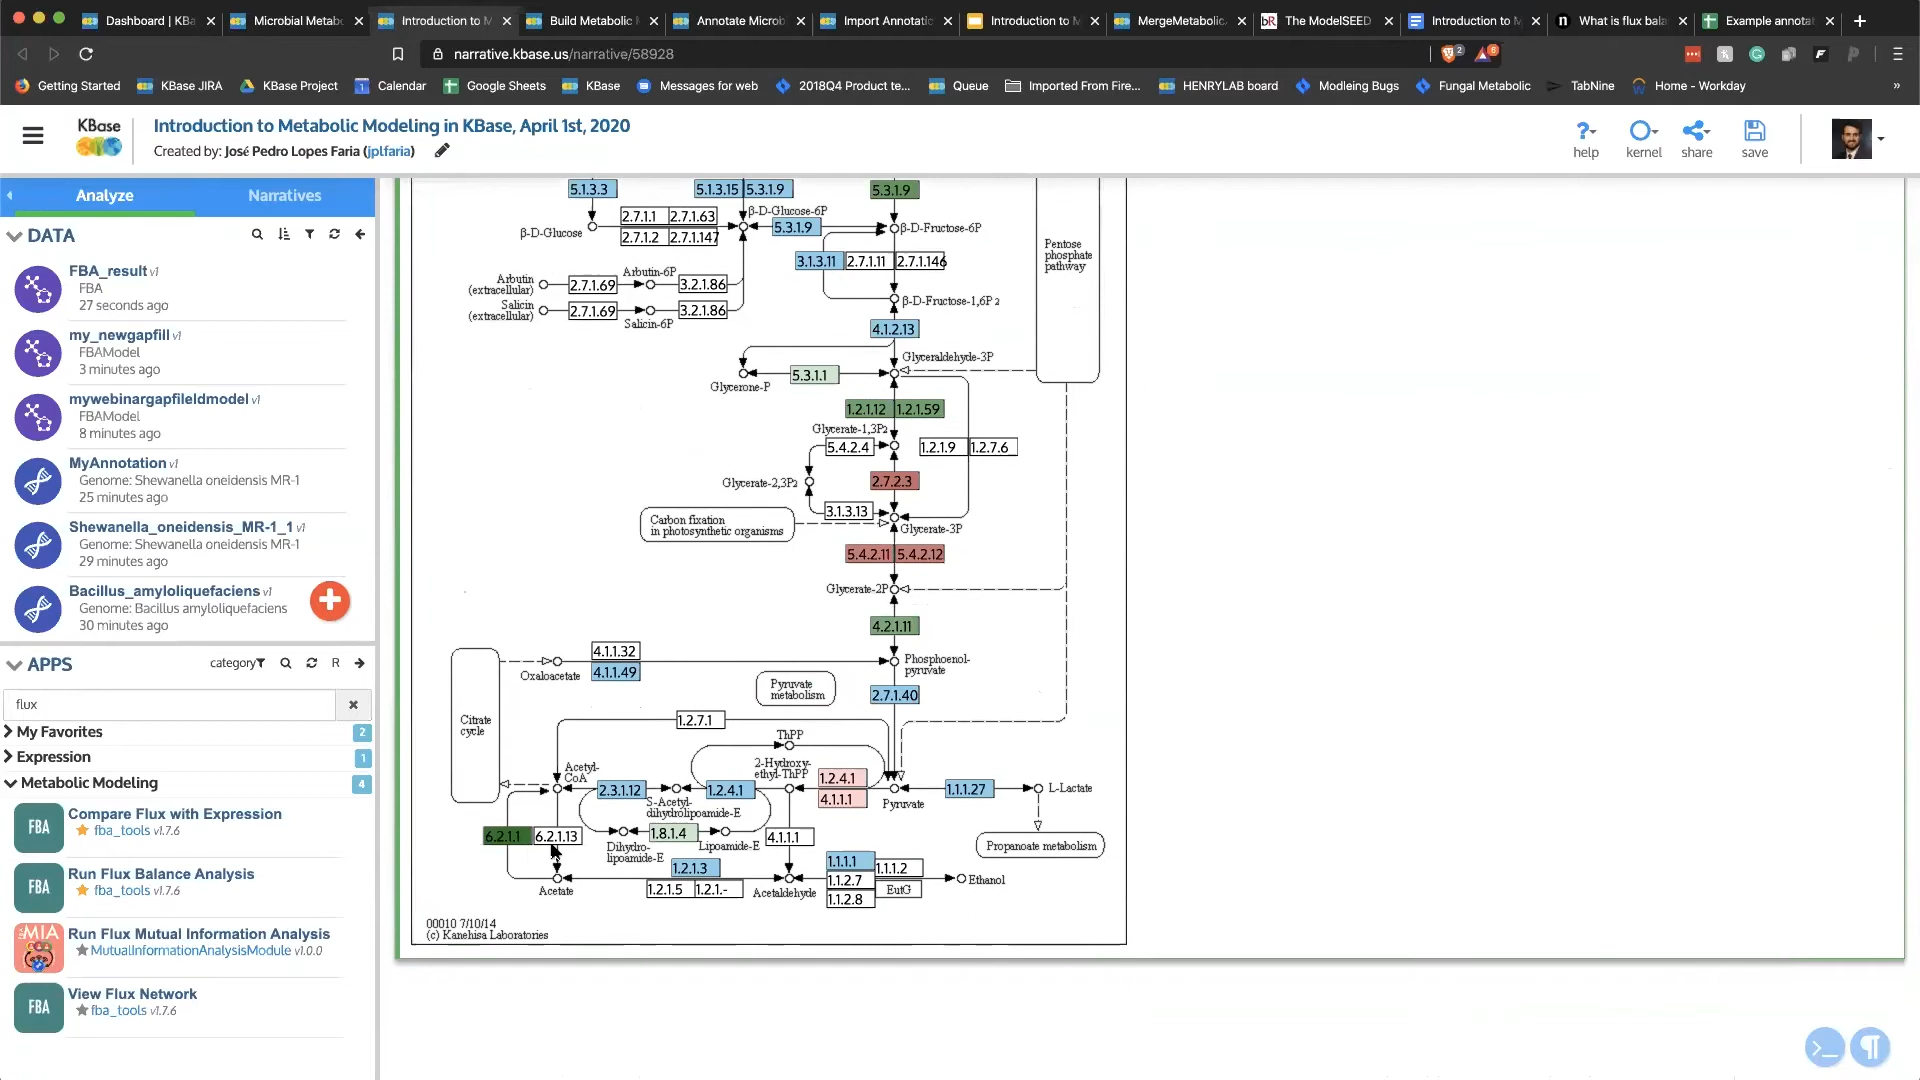 Dashboard | KBa
Microbial Metab
Introduction to M
Build Metabolic
Annotate Microb
Import Annotatic
Introduction to M
MergeMetabolic
The ModelSEED
Introduction to M
What is flux bala
Example annotat
narrative.kbase.us/narrative/58928
2
6
Getting Started
KBase JIRA
KBase Project
Calendar
Google Sheets
KBase
Messages for web
2018Q4 Product te...
Queue
Imported From Fire...
HENRYLAB board
Modleing Bugs
Fungal Metabolic
TabNine
Home - Workday
»
KBase
Introduction to Metabolic Modeling in KBase, April 1st, 2020
Created by: José Pedro Lopes Faria (jplfaria)
help
kernel
share
save
Analyze
Narratives
DATA
FBA_result v1
FBA
27 seconds ago
my_newgapfill v1
FBAModel
3 minutes ago
mywebinargapfileldmodel v1
FBAModel
8 minutes ago
MyAnnotation v1
Genome: Shewanella oneidensis MR-1
25 minutes ago
Shewanella_oneidensis_MR-1_1 v1
Genome: Shewanella oneidensis MR-1
29 minutes ago
Bacillus_amyloliquefaciens v1
Genome: Bacillus amyloliquefaciens
30 minutes ago
APPS
category
R
flux
My Favorites
2
Expression
1
Metabolic Modeling
4
FBA
Compare Flux with Expression
fba_tools v1.7.6
FBA
Run Flux Balance Analysis
fba_tools v1.7.6
MIA
Run Flux Mutual Information Analysis
MutualInformationAnalysisModule v1.0.0
FBA
View Flux Network
fba_tools v1.7.6
5.1.3.3
5.1.3.15 5.3.1.9
5.3.1.9
β-D-Glucose
2.7.1.1 2.7.1.63
2.7.1.2 2.7.1.147
β-D-Glucose-6P
5.3.1.9
β-D-Fructose-6P
3.1.3.11 2.7.1.11 2.7.1.146
Pentose
phosphate
pathway
Arbutin
(extracellular)
2.7.1.69
Arbutin-6P
3.2.1.86
β-D-Fructose-1,6P2
Salicin
(extracellular)
2.7.1.69
Salicin-6P
3.2.1.86
4.1.2.13
Glyceraldehyde-3P
Glycerone-P
5.3.1.1
1.2.1.12 1.2.1.59
Glycerate-1,3P2
5.4.2.4
1.2.1.9 1.2.7.6
Glycerate-2,3P2
2.7.2.3
3.1.3.13
Carbon fixation
in photosynthetic organisms
Glycerate-3P
5.4.2.11 5.4.2.12
Glycerate-2P
4.2.1.11
Oxaloacetate
4.1.1.32
4.1.1.49
Phosphoenol-
pyruvate
Pyruvate
metabolism
2.7.1.40
Citrate
cycle
1.2.7.1
ThPP
Acetyl-
CoA
2.3.1.12
S-Acetyl-
dihydrolipoamide-E
1.2.4.1
2-Hydroxy-
ethyl-ThPP
1.2.4.1
4.1.1.1
Pyruvate
1.1.1.27
L-Lactate
6.2.1.1 6.2.1.13
Dihydro-
lipoamide-E
1.8.1.4
Lipoamide-E
4.1.1.1
Propanoate metabolism
Acetate
1.2.1.3
1.2.1.5 1.2.1.-
Acetaldehyde
1.1.1.1 1.1.1.2
1.1.2.7 EutG
1.1.2.8
Ethanol
00010 7/10/14
(c) Kanehisa Laboratories